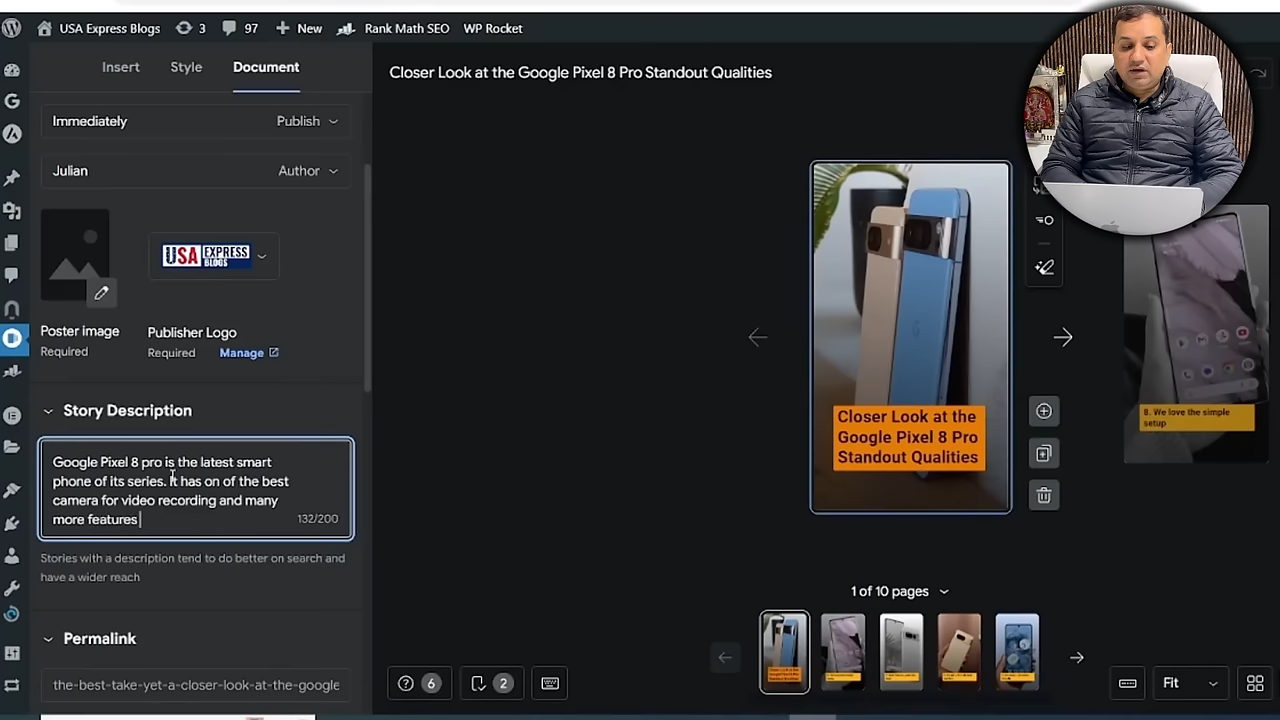 USA Express Blogs 3 97 New Rank Math SEO WP Rocket
Insert Style Document
Closer Look at the Google Pixel 8 Pro Standout Qualities
Immediately Publish
Julian Author
USA EXPRESS BLOGS
Poster image
Required
Publisher Logo
Required Manage
Story Description
Google Pixel 8 pro is the latest smart
phone of its series. It has on of the best
camera for video recording and many
more features
132/200
Stories with a description tend to do better on search and
have a wider reach
Permalink
the-best-take-yet-a-closer-look-at-the-google
Closer Look at the
Google Pixel 8 Pro
Standout Qualities
8. We love the simple
setup
1 of 10 pages
6 2
Fit